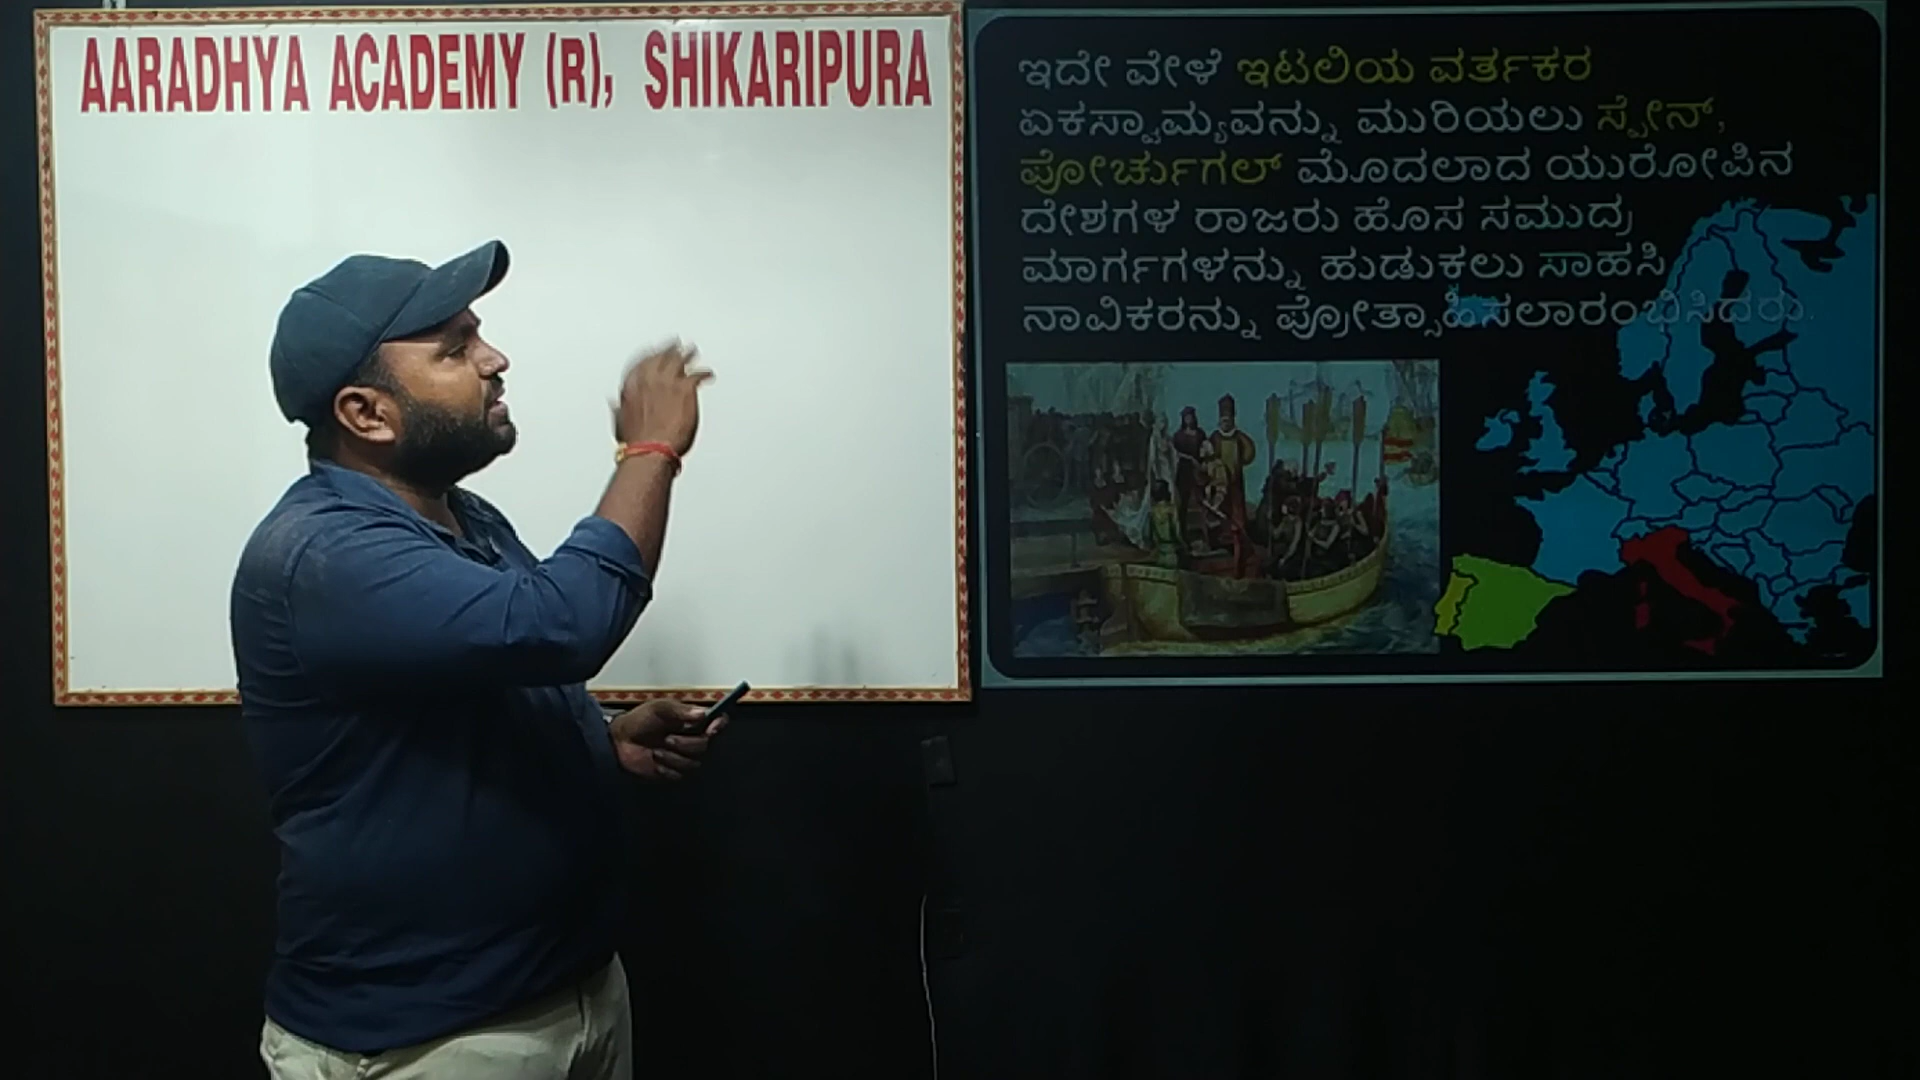 AARADHYA ACADEMY (R), SHIKARIPURA
ಇದೇ ವೇಳೆ ಇಟಲಿಯ ವರ್ತಕರ
ಏಕಸ್ವಾಮ್ಯವನ್ನು ಮುರಿಯಲು ಸ್ಪೇನ್,
ಪೋರ್ಚುಗಲ್ ಮೊದಲಾದ ಯುರೋಪಿನ
ದೇಶಗಳ ರಾಜರು ಹೊಸ ಸಮುದ್ರ
ಮಾರ್ಗಗಳನ್ನು ಹುಡುಕಲು ಸಾಹಸಿ
ನಾವಿಕರನ್ನು ಪ್ರೋತ್ಸಾಹಿಸಲಾರಂಭಿಸಿದರು.